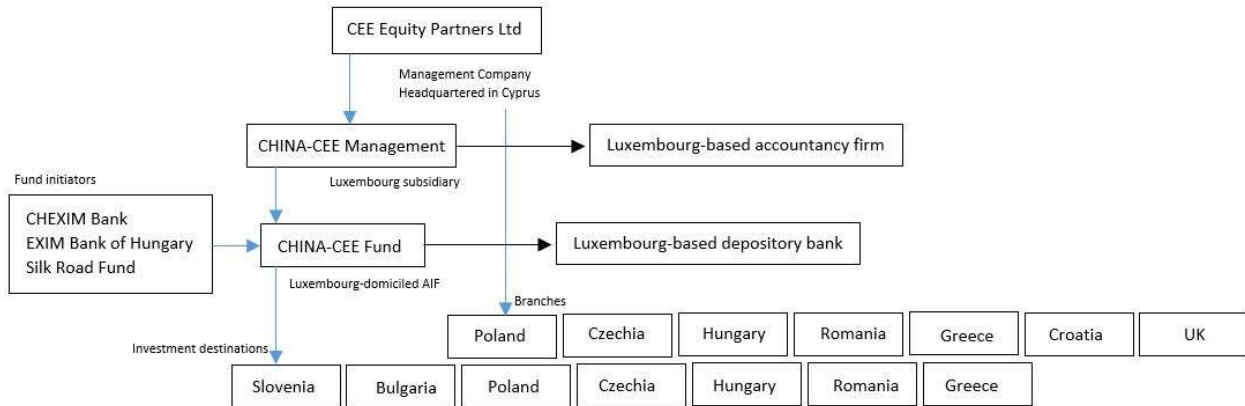 CEE Equity Partners Ltd
Management Company
Headquartered in Cyprus
CHINA-CEE Management
Luxembourg-based accountancy firm
Luxembourg subsidiary
Fund initiators
CHEXIM Bank
EXIM Bank of Hungary
Silk Road Fund
CHINA-CEE Fund
Luxembourg-based depository bank
Luxembourg-domiciled AIF
Branches
Poland
Czechia
Hungary
Romania
Greece
Croatia
UK
Investment destinations
Slovenia
Bulgaria
Poland
Czechia
Hungary
Romania
Greece